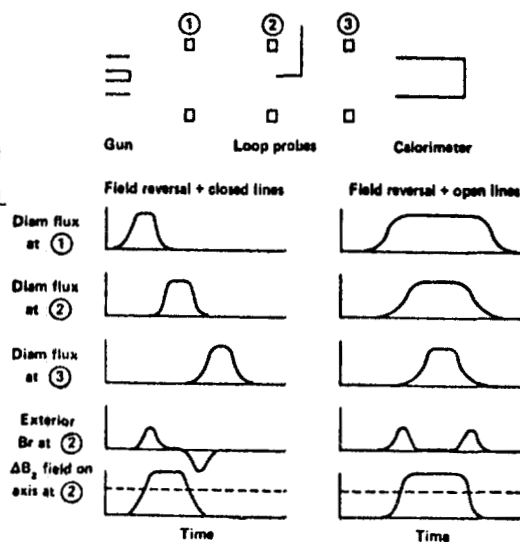 ① ② ③
Gun Loop probes Calorimeter
Field reversal + closed lines Field reversal + open lines
Diam flux
at ①
Diam flux
at ②
Diam flux
at ③
Exterior
Br at ②
ΔB₂ field on
axis at ②
Time Time